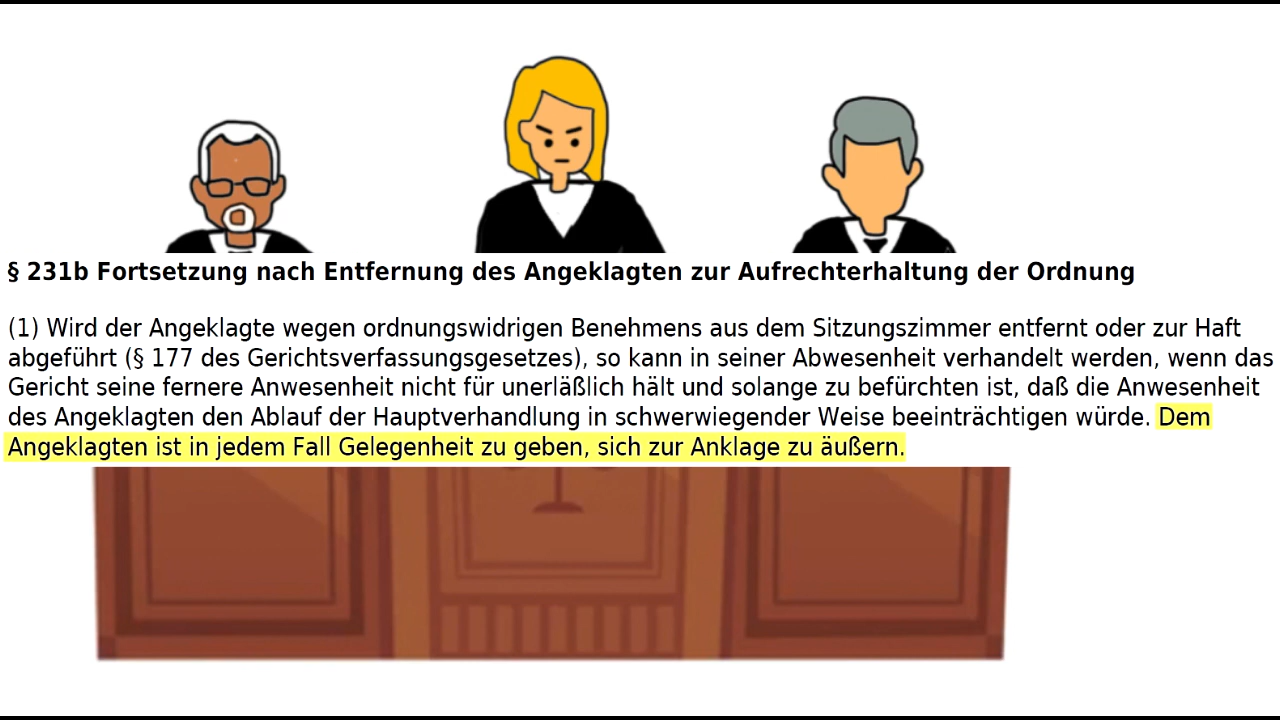 § 231b Fortsetzung nach Entfernung des Angeklagten zur Aufrechterhaltung der Ordnung
(1) Wird der Angeklagte wegen ordnungswidrigen Benehmens aus dem Sitzungszimmer entfernt oder zur Haft
abgeführt (§ 177 des Gerichtsverfassungsgesetzes), so kann in seiner Abwesenheit verhandelt werden, wenn das
Gericht seine fernere Anwesenheit nicht für unerläßlich hält und solange zu befürchten ist, daß die Anwesenheit
des Angeklagten den Ablauf der Hauptverhandlung in schwerwiegender Weise beeinträchtigen würde. Dem
Angeklagten ist in jedem Fall Gelegenheit zu geben, sich zur Anklage zu äußern.